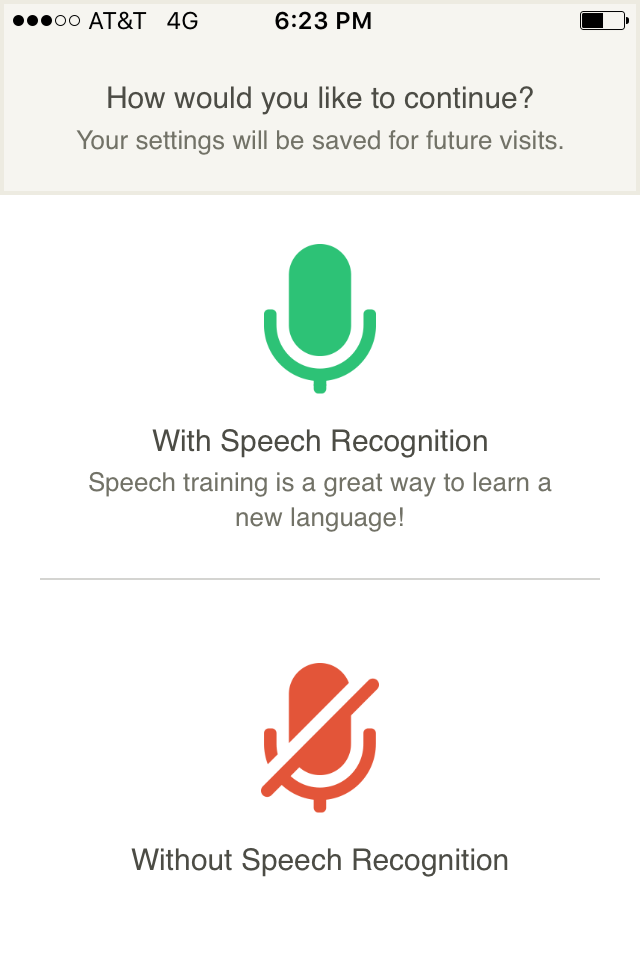 AT&T 4G 6:23 PM
How would you like to continue?
Your settings will be saved for future visits.
With Speech Recognition
Speech training is a great way to learn a
new language!
Without Speech Recognition